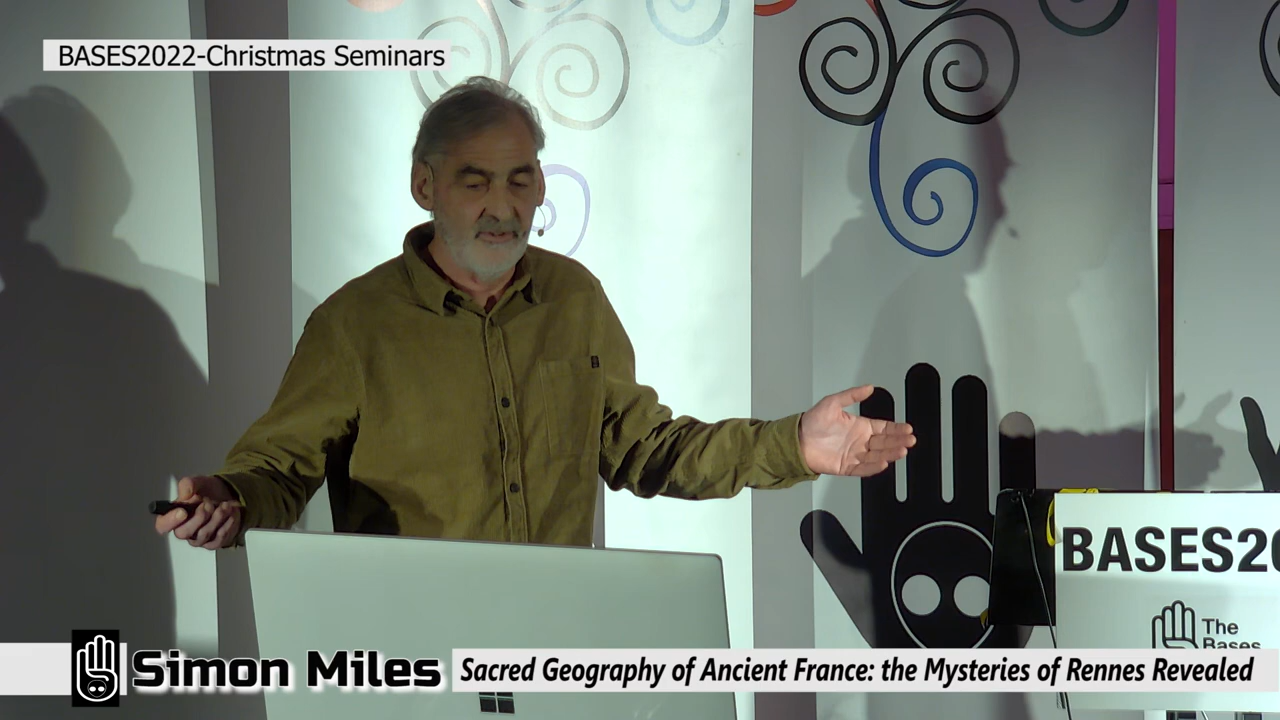 BASES2022-Christmas Seminars
BASES20
The
Bases
Simon Miles
Sacred Geography of Ancient France: the Mysteries of Rennes Revealed